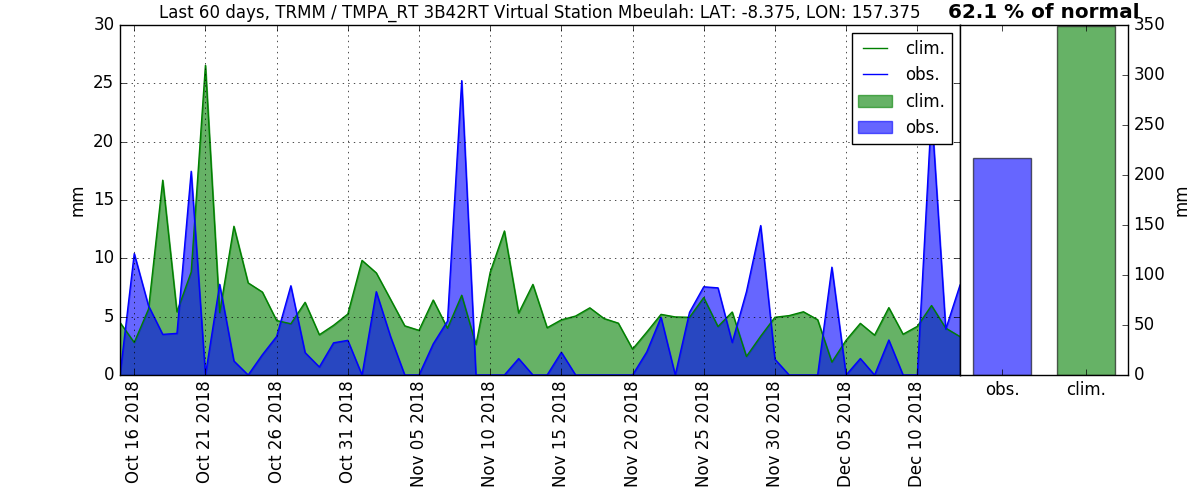 Last 60 days, TRMM / TMPA_RT 3B42RT Virtual Station Mbeulah: LAT: -8.375, LON: 157.375
62.1 % of normal
30
25
20
15
10
5
0
mm
clim.
obs.
clim.
obs.
350
300
250
200
150
100
50
0
mm
obs.
clim.
Oct 16 2018
Oct 21 2018
Oct 26 2018
Oct 31 2018
Nov 05 2018
Nov 10 2018
Nov 15 2018
Nov 20 2018
Nov 25 2018
Nov 30 2018
Dec 05 2018
Dec 10 2018